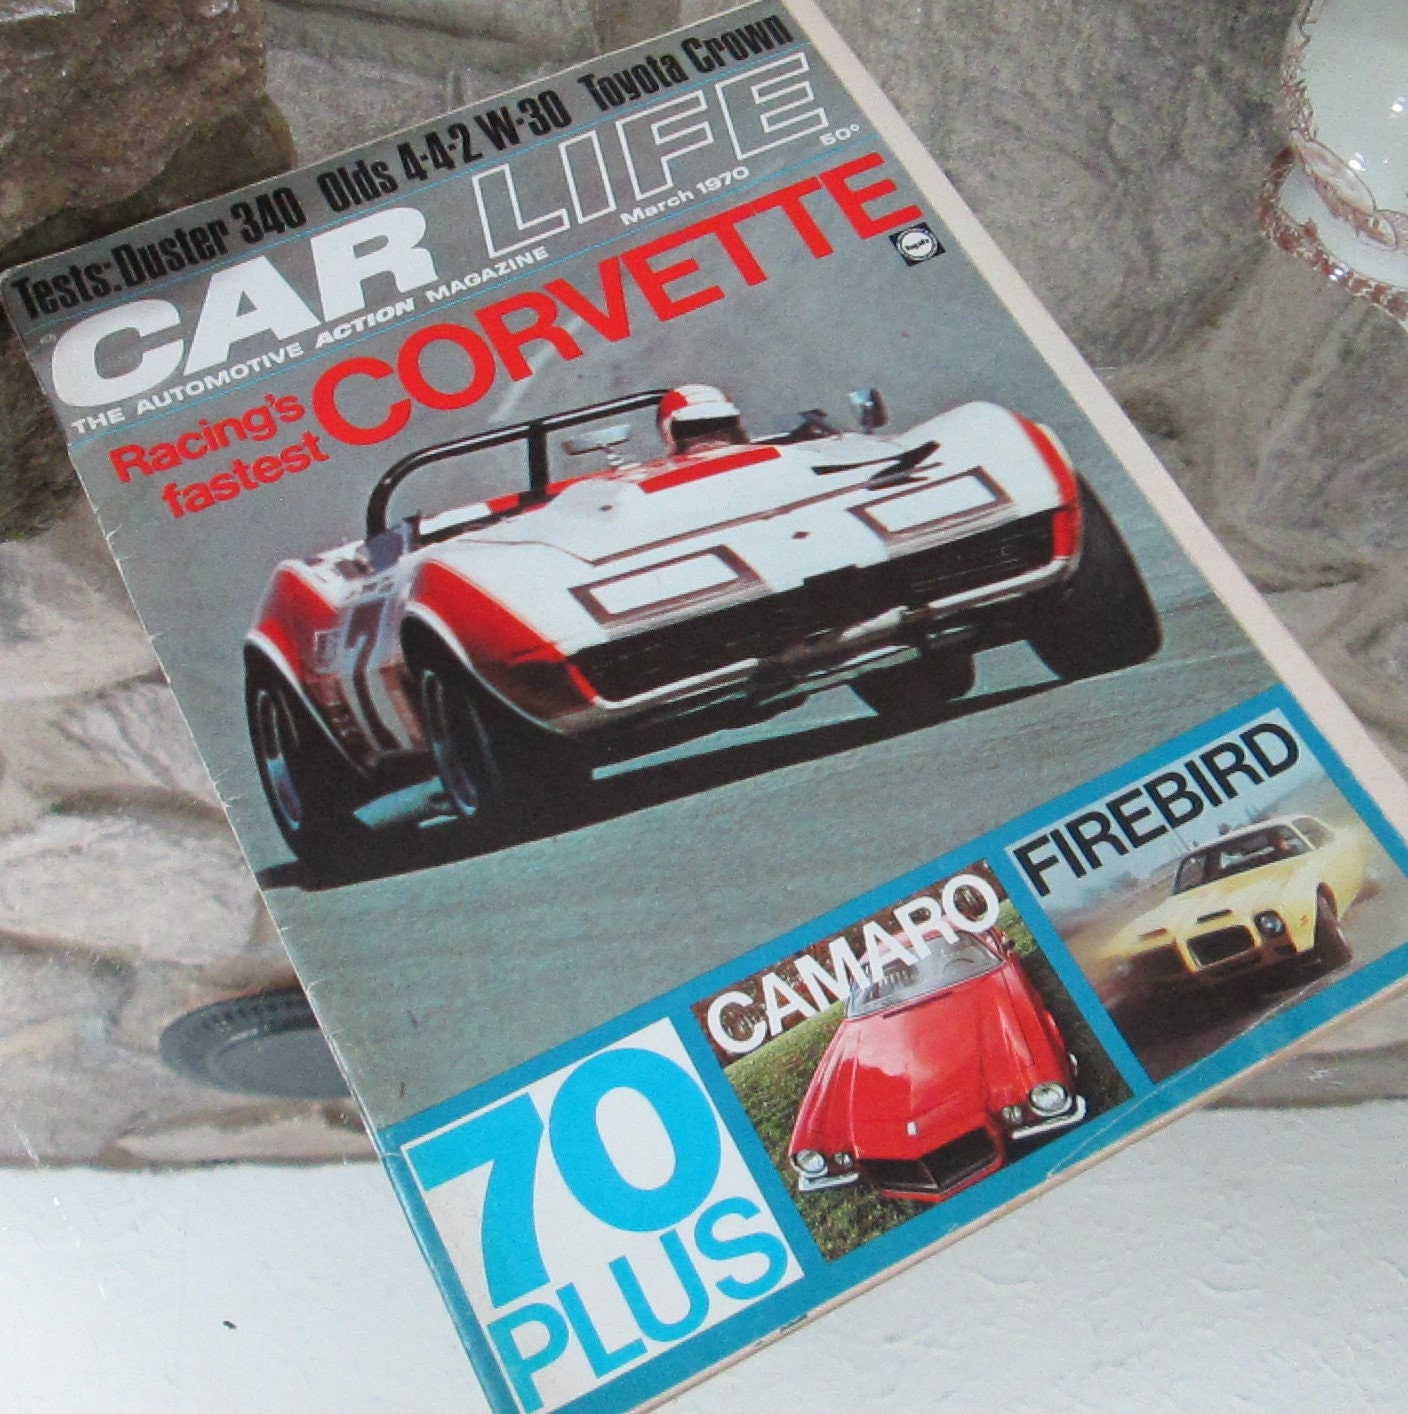 Tests: Duster 340 Olds 4-4-2 W-30 Toyota Crown
CAR LIFE
THE AUTOMOTIVE ACTION MAGAZINE March 1970 50¢
Racing's
fastest
CORVETTE
7
70
PLUS
CAMARO
FIREBIRD